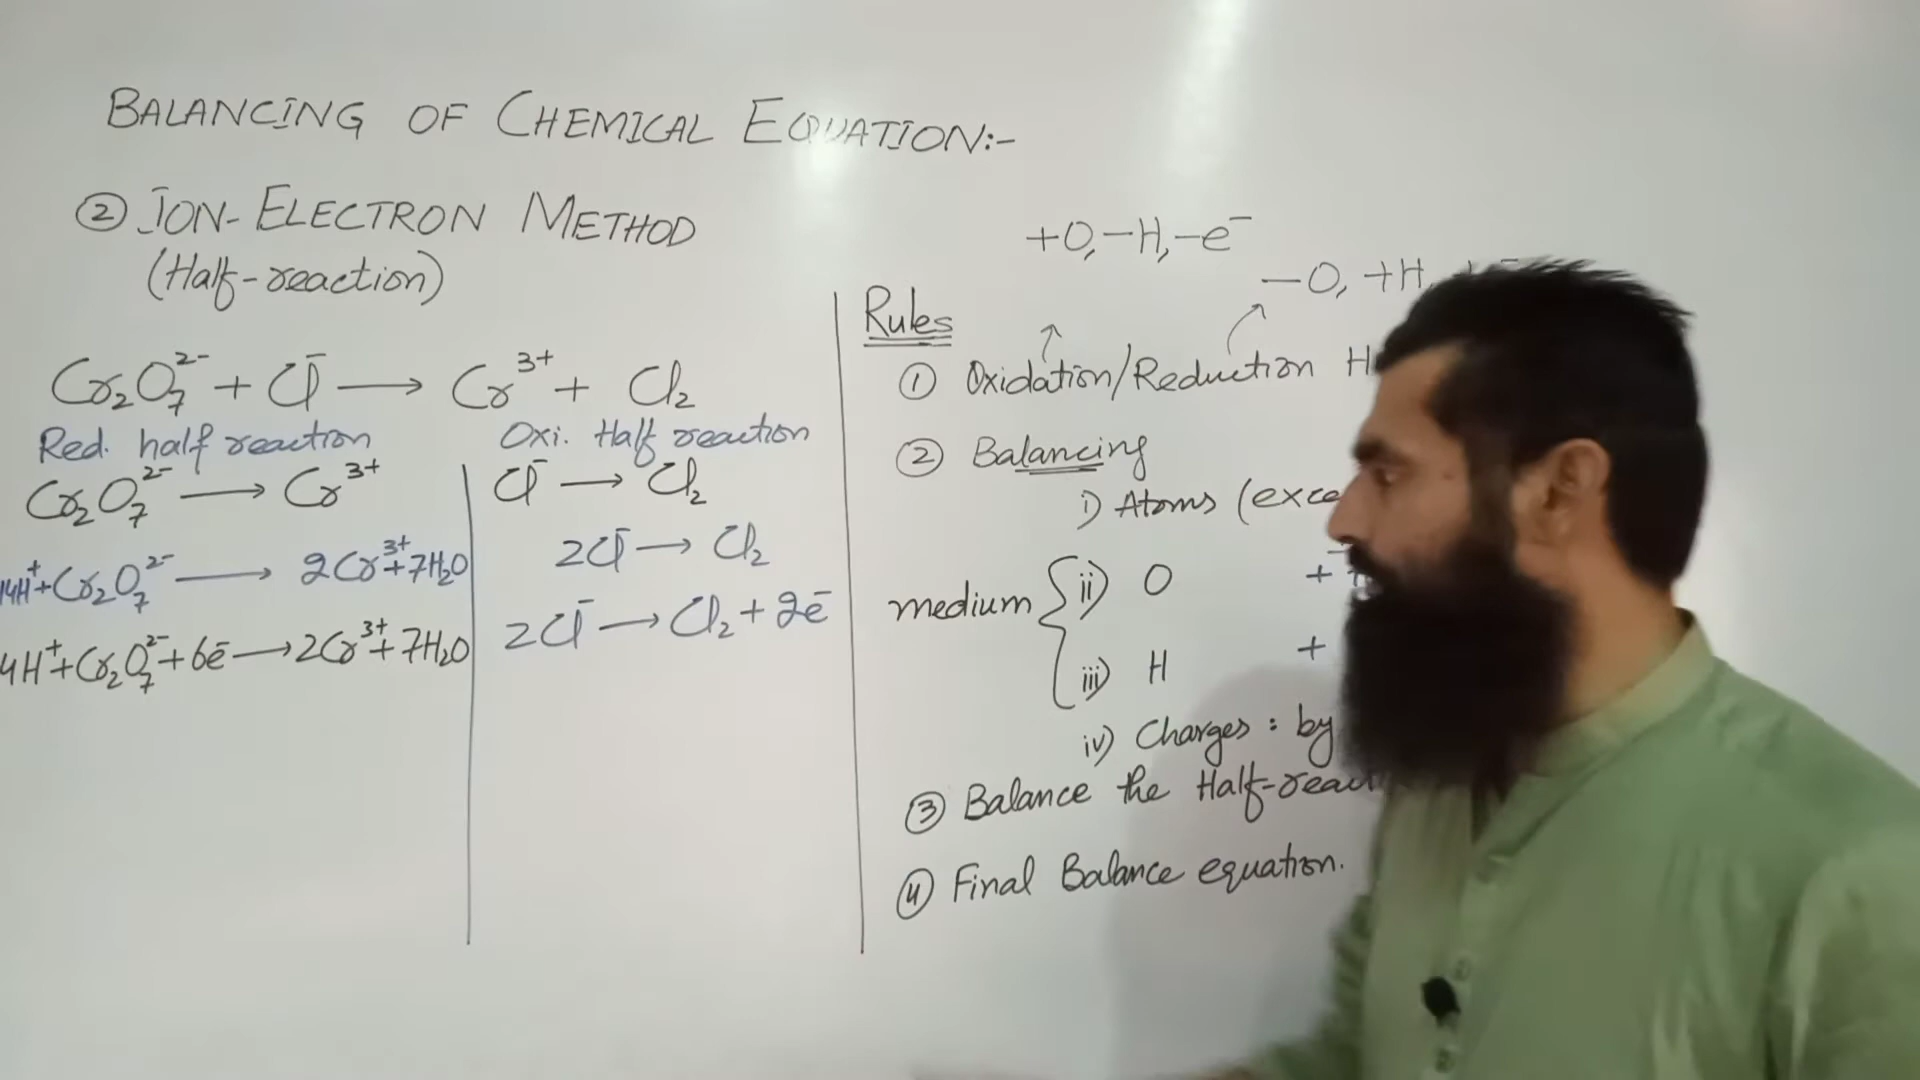 BALANCING OF CHEMICAL EQUATION:-
② ION-ELECTRON METHOD
(Half-reaction)
Cr₂O₇²⁻ + Cl⁻ → Cr³⁺ + Cl₂
Red. half reaction
Cr₂O₇²⁻ → Cr³⁺
14H⁺+Cr₂O₇²⁻ → 2Cr³⁺+7H₂O
4H⁺+Cr₂O₇²⁻+6e⁻ → 2Cr³⁺+7H₂O
Oxi. Half reaction
Cl⁻ → Cl₂
2Cl⁻ → Cl₂
2Cl⁻ → Cl₂ + 2e⁻
+O, -H, -e⁻
-O, +H,
Rules
① Oxidation/Reduction H
② Balancing
i) Atoms (exce
medium { ii) O +
iii) H +
iv) Charges : by
③ Balance the Half-reac
④ Final Balance equation.